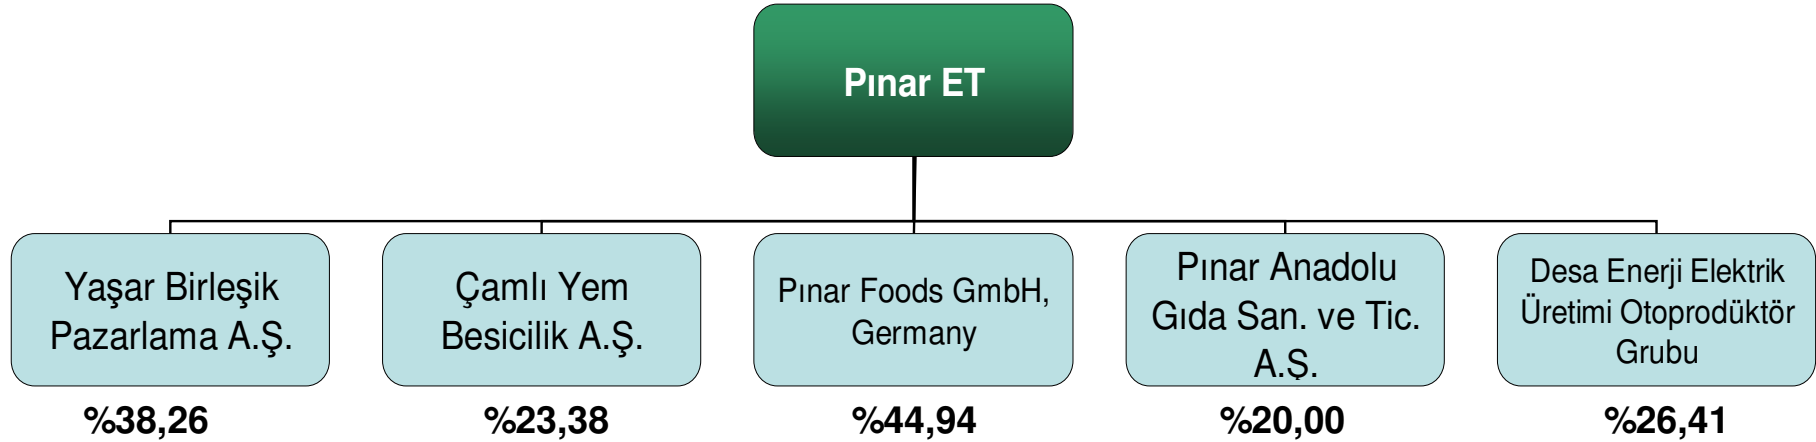 Pınar ET
Yaşar Birleşik
Pazarlama A.Ş.
%38,26
Çamlı Yem
Besicilik A.Ş.
%23,38
Pınar Foods GmbH,
Germany
%44,94
Pınar Anadolu
Gıda San. ve Tic.
A.Ş.
%20,00
Desa Enerji Elektrik
Üretimi Otoprodüktör
Grubu
%26,41